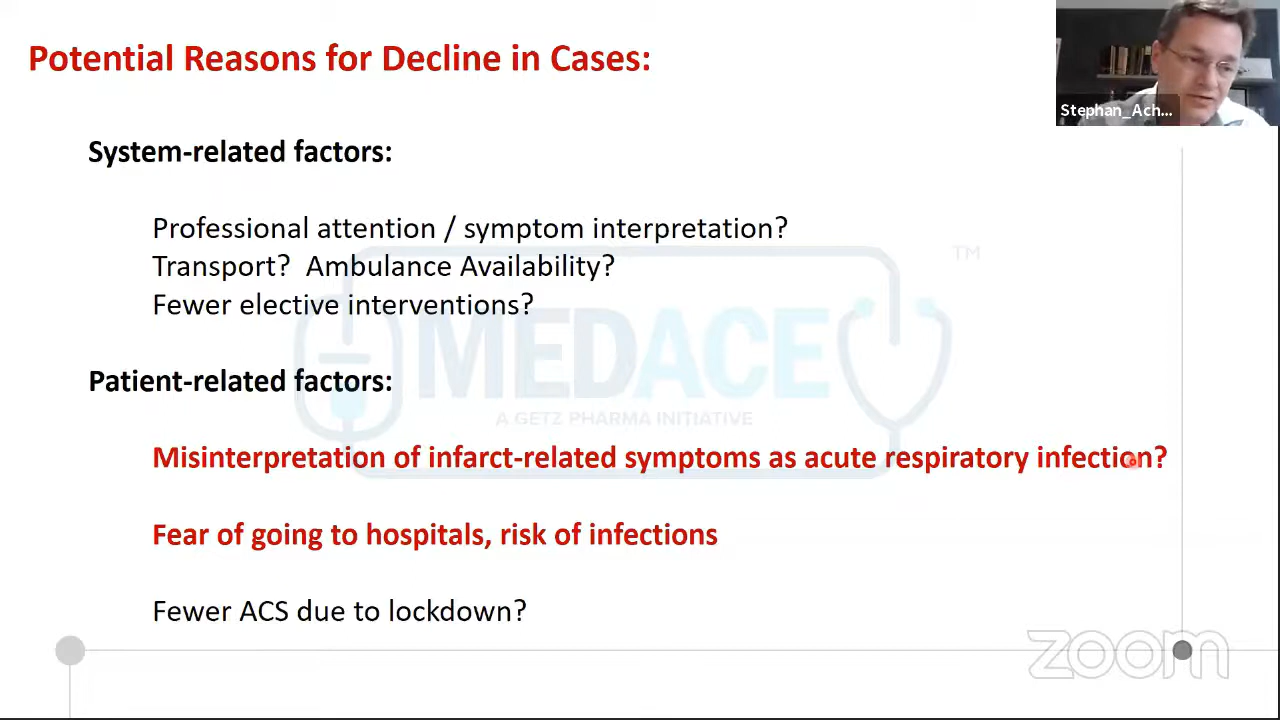 Potential Reasons for Decline in Cases:
Stephan_Ach...
System-related factors:
Professional attention / symptom interpretation?
Transport? Ambulance Availability?
Fewer elective interventions?
TM
MEDACE
A GETZ PHARMA INITIATIVE
Patient-related factors:
Misinterpretation of infarct-related symptoms as acute respiratory infection?
Fear of going to hospitals, risk of infections
Fewer ACS due to lockdown?
zoom